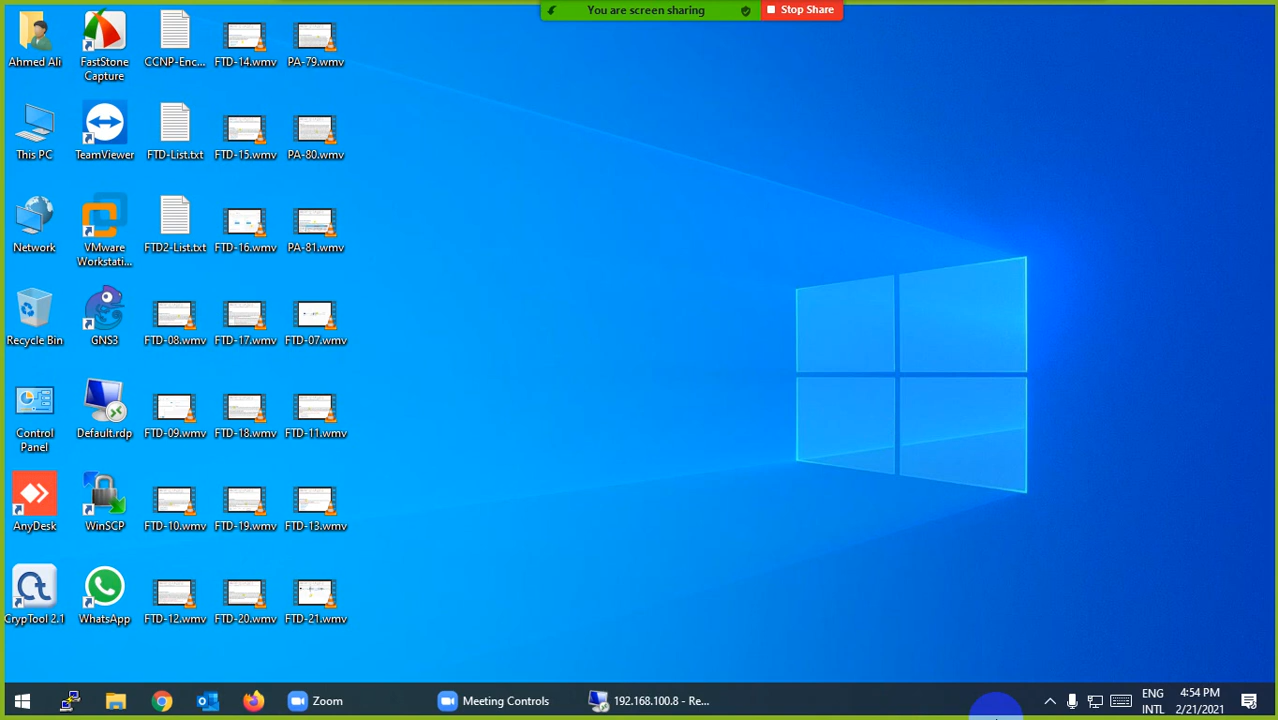 You are screen sharing
Stop Share
Ahmed Ali
FastStone
Capture
CCNP-Enc...
FTD-14.wmv
PA-79.wmv
This PC
TeamViewer
FTD-List.txt
FTD-15.wmv
PA-80.wmv
Network
VMware
Workstati...
FTD2-List.txt
FTD-16.wmv
PA-81.wmv
Recycle Bin
GNS3
FTD-08.wmv
FTD-17.wmv
FTD-07.wmv
Control
Panel
Default.rdp
FTD-09.wmv
FTD-18.wmv
FTD-11.wmv
AnyDesk
WinSCP
FTD-10.wmv
FTD-19.wmv
FTD-13.wmv
CrypTool 2.1
WhatsApp
FTD-12.wmv
FTD-20.wmv
FTD-21.wmv
Zoom
Meeting Controls
192.168.100.8 - Re...
ENG
INTL
4:54 PM
2/21/2021